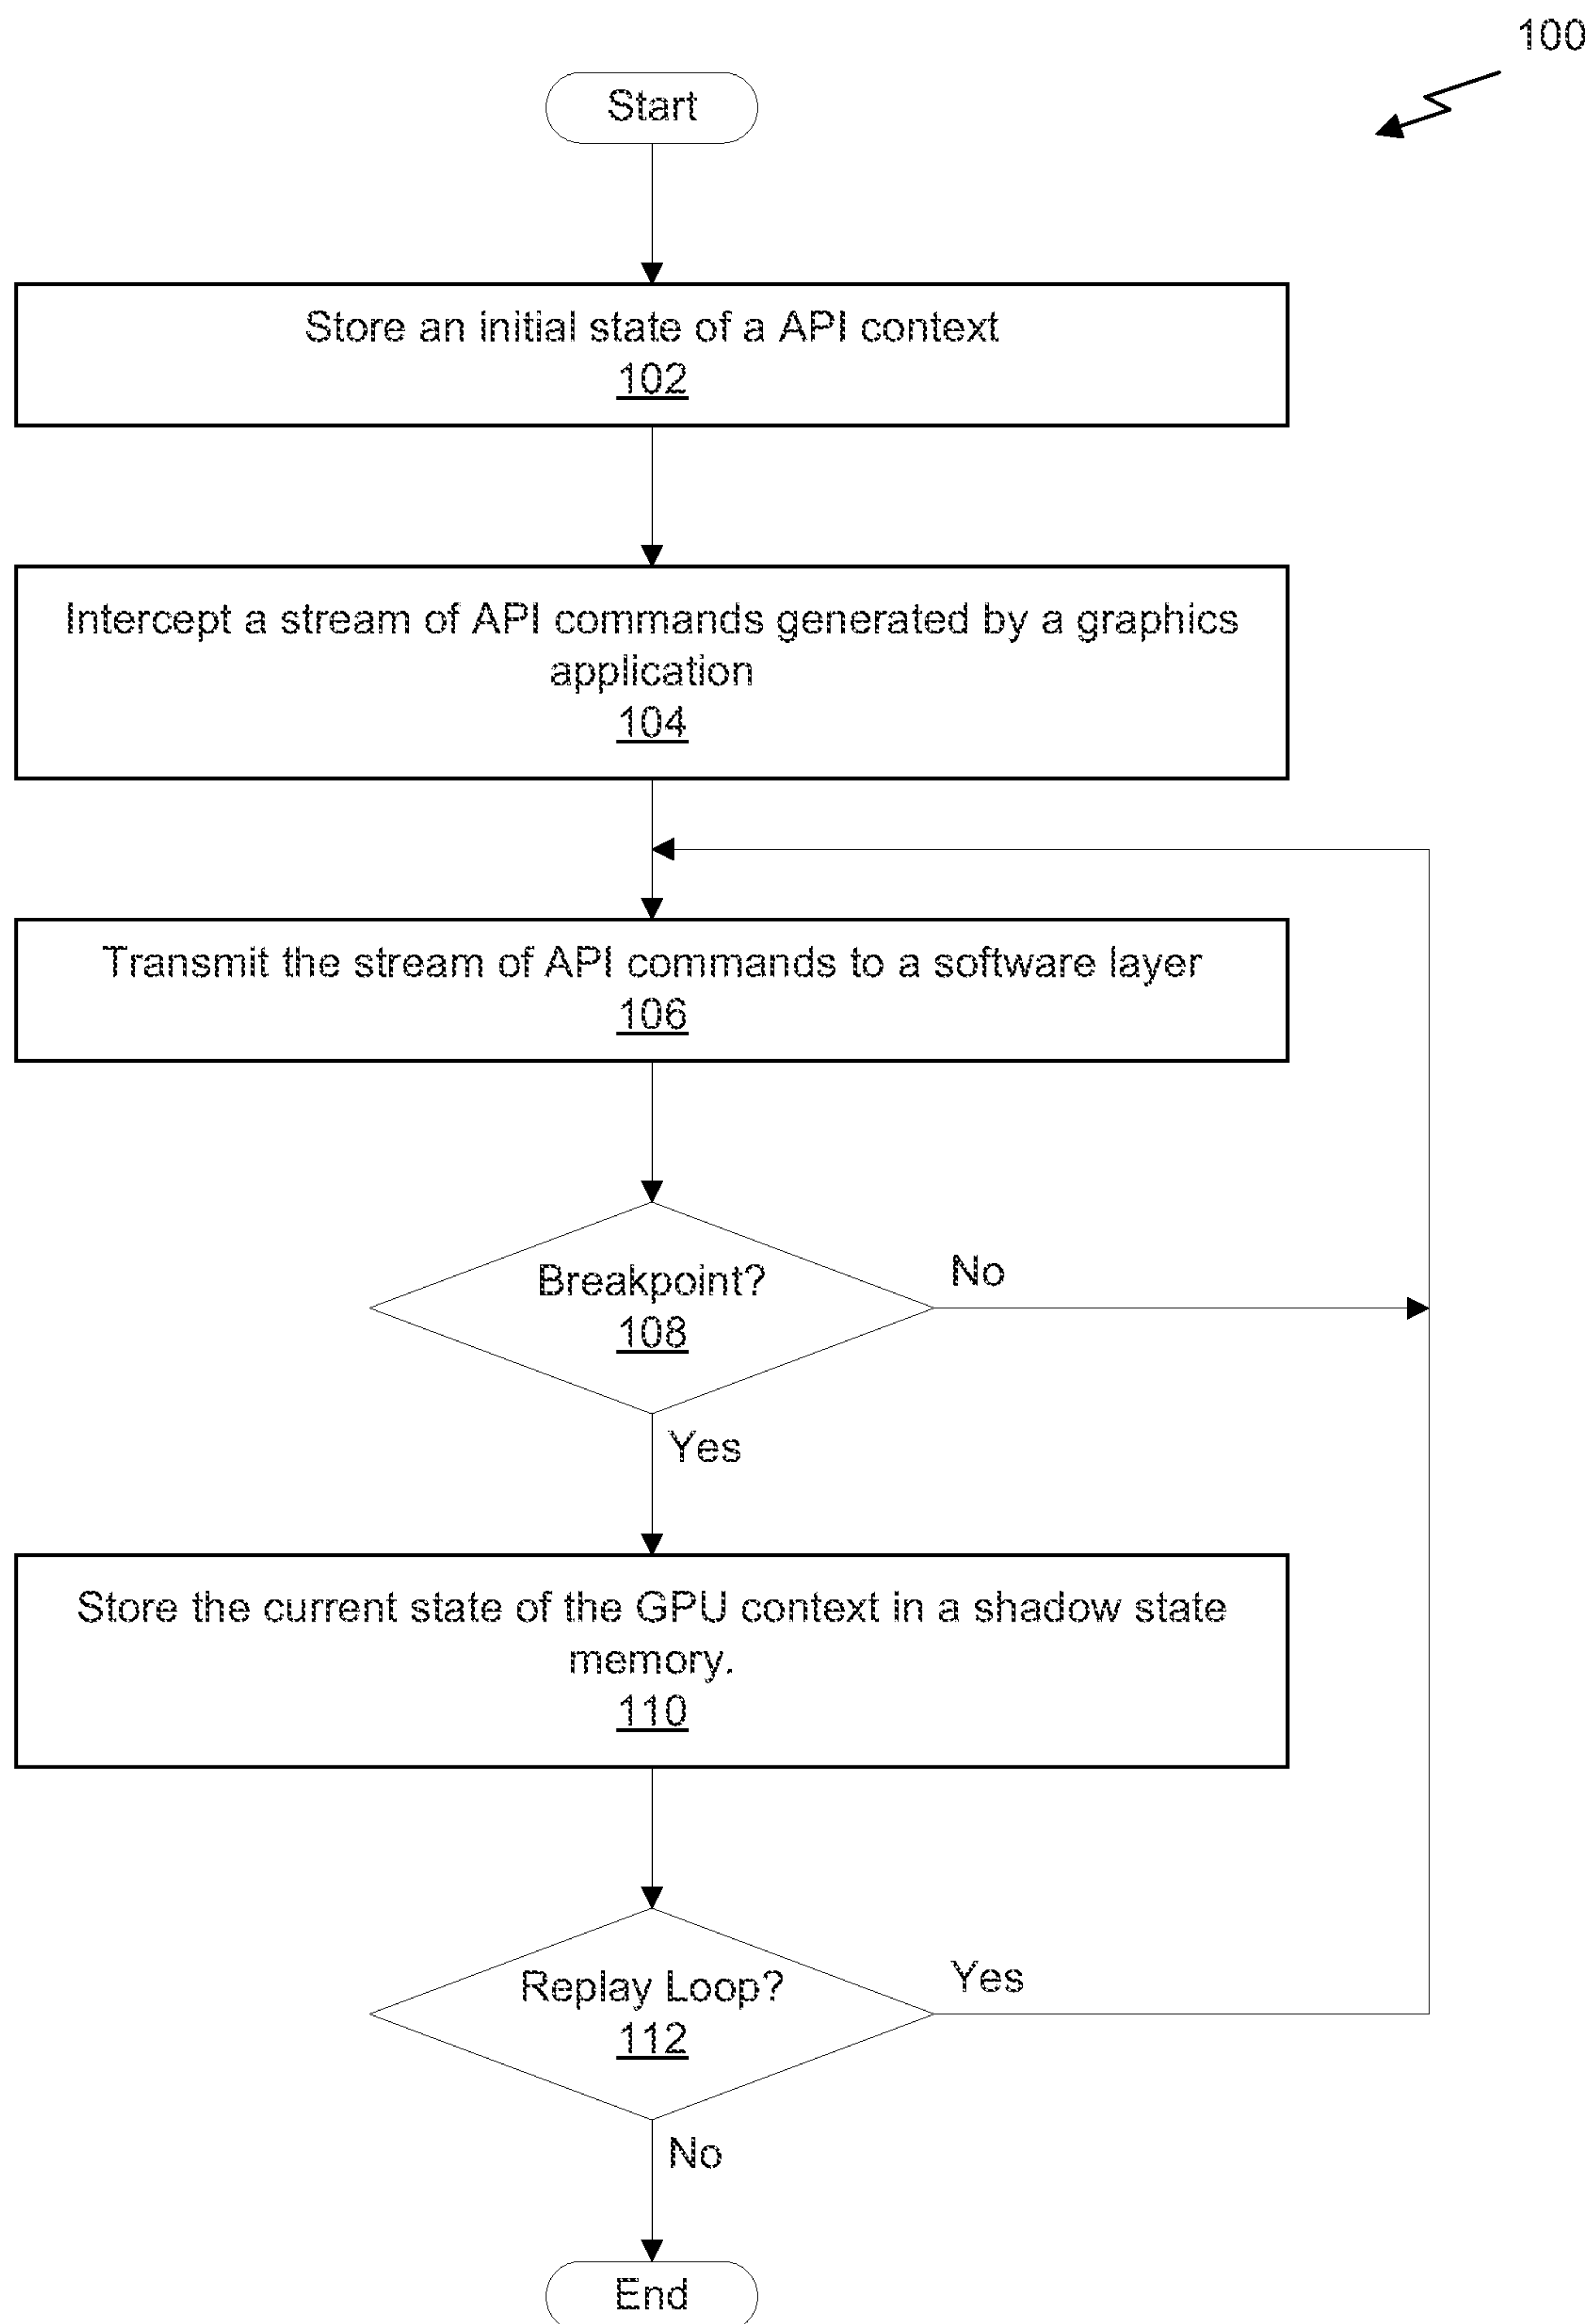 100
Start
Store an initial state of a API context
102
Intercept a stream of API commands generated by a graphics
application
104
Transmit the stream of API commands to a software layer
106
Breakpoint?
108
No
Yes
Store the current state of the GPU context in a shadow state
memory.
110
Replay Loop?
112
Yes
No
End